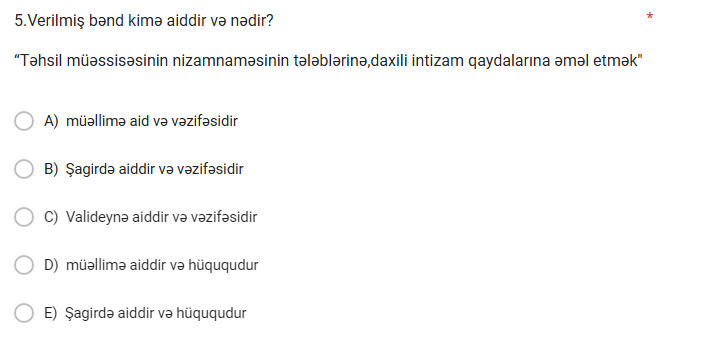 5.Verilmiş bənd kimə aiddir və nədir? *
“Təhsil müəssisəsinin nizamnaməsinin tələblərinə,daxili intizam qaydalarına əməl etmək"
A) müəllimə aid və vəzifəsidir
B) Şagirdə aiddir və vəzifəsidir
C) Valideynə aiddir və vəzifəsidir
D) müəllimə aiddir və hüququdur
E) Şagirdə aiddir və hüququdur